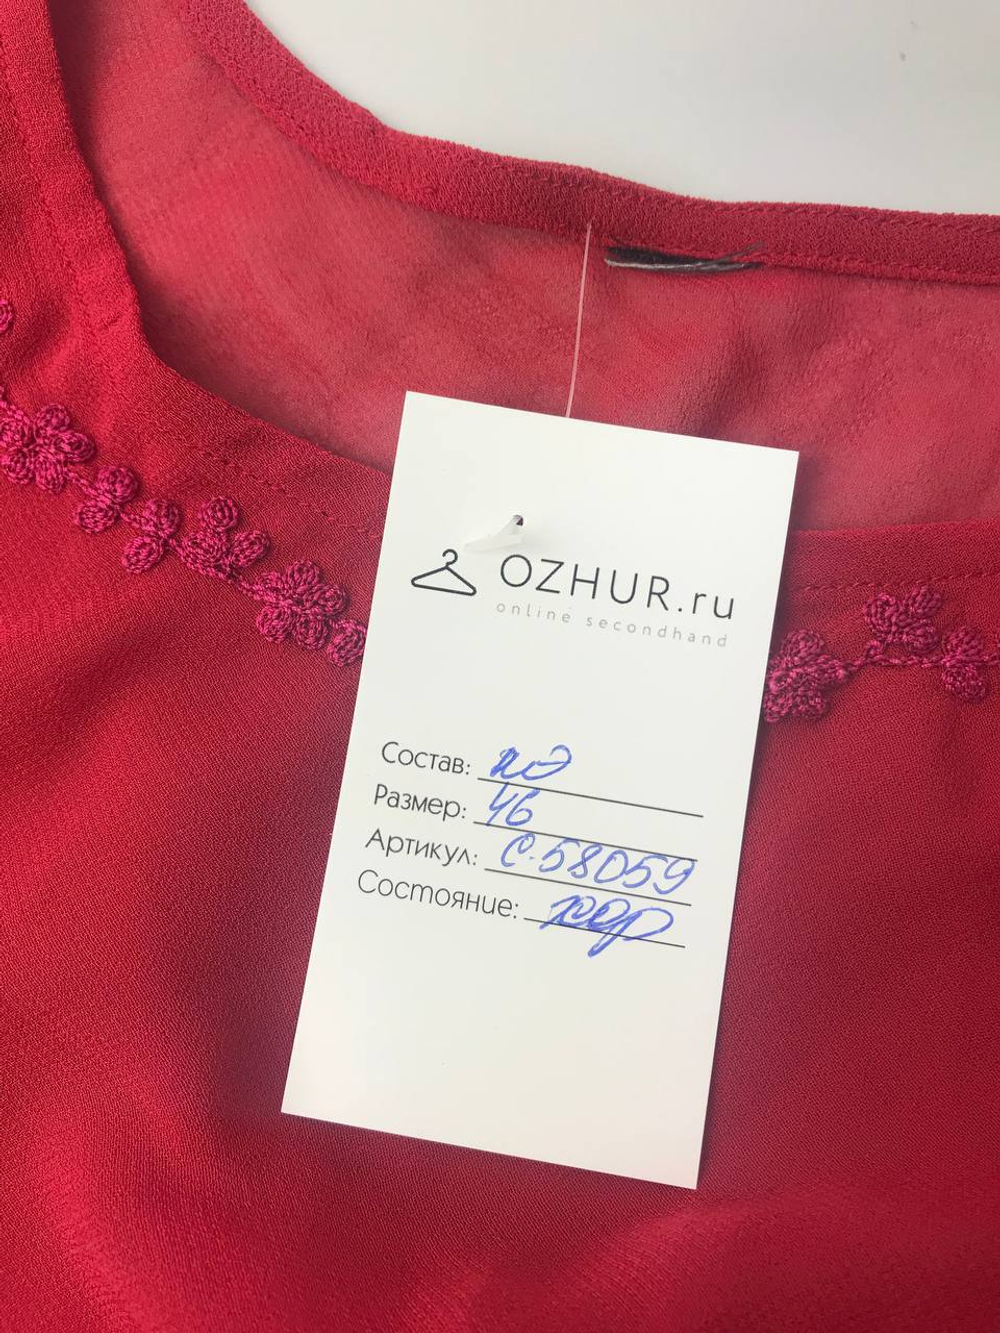 OZHUR.ru
online secondhand
Состав: пэ
Размер: 46
Артикул: С-58059
Состояние: хор